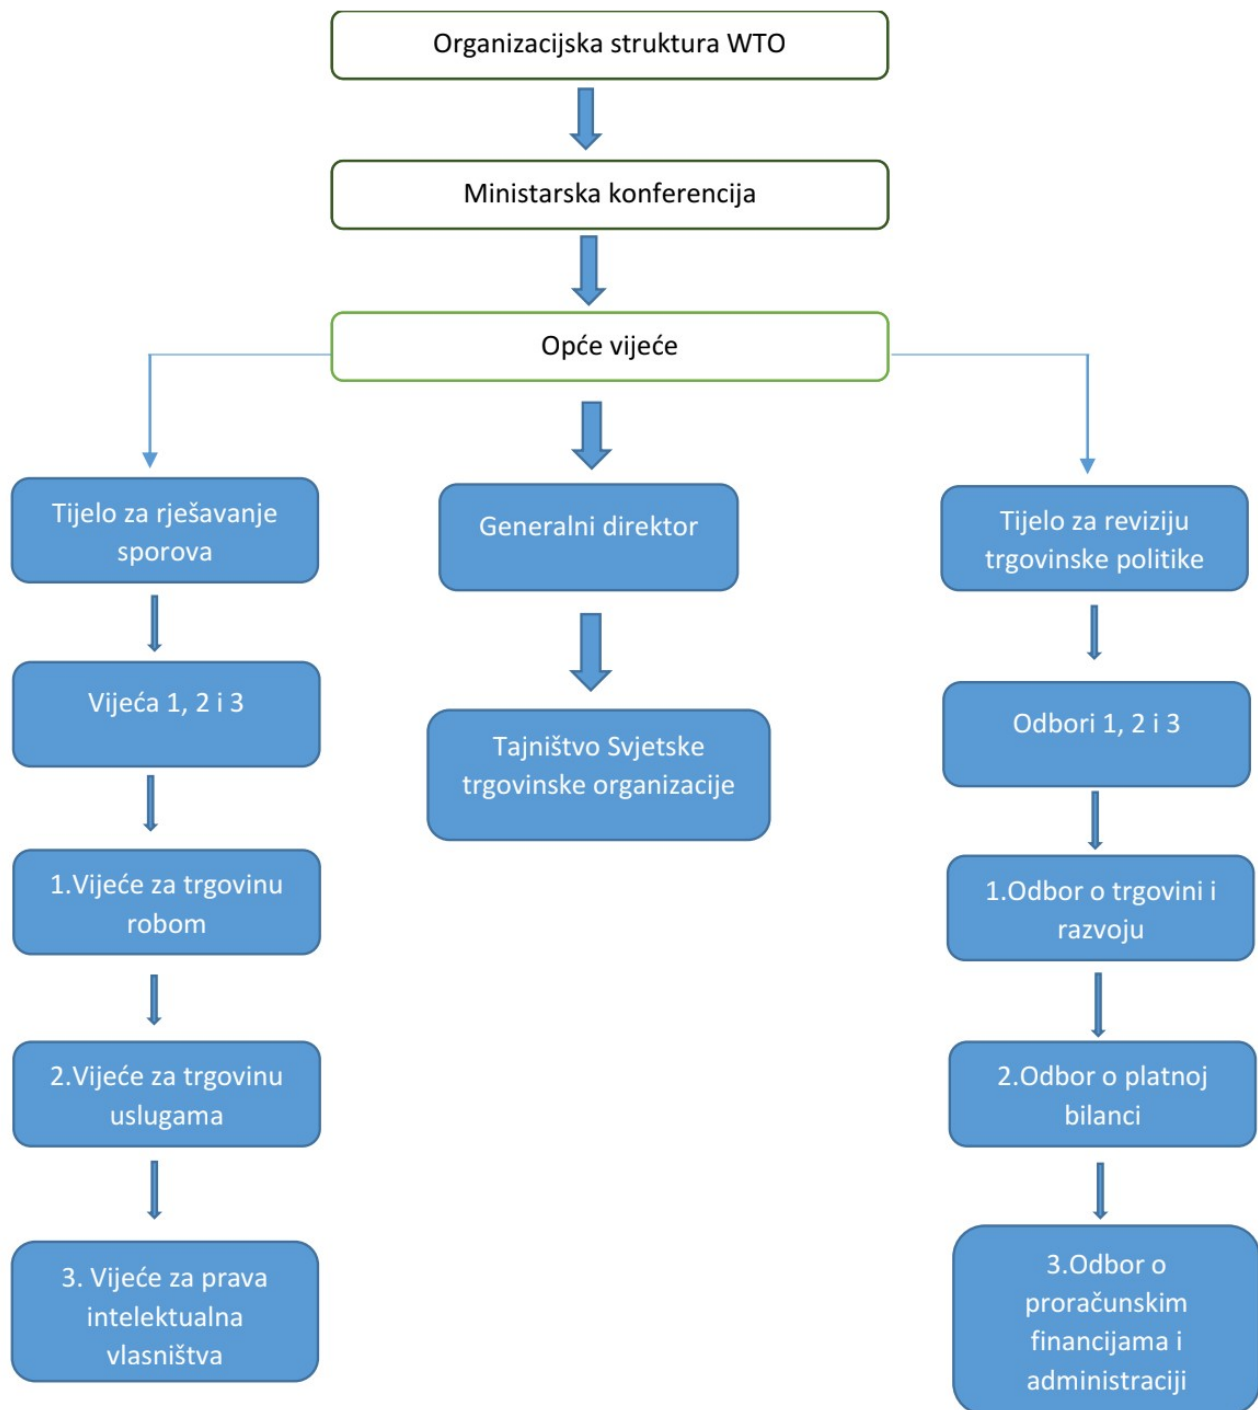 Organizacijska struktura WTO
Ministarska konferencija
Opće vijeće
Tijelo za rješavanje
sporova
Generalni direktor
Tijelo za reviziju
trgovinske politike
Vijeća 1, 2 i 3
Tajništvo Svjetske
trgovinske organizacije
Odbori 1, 2 i 3
1.Vijeće za trgovinu
robom
1.Odbor o trgovini i
razvoju
2.Vijeće za trgovinu
uslugama
2.Odbor o platnoj
bilanci
3. Vijeće za prava
intelektualna
vlasništva
3.Odbor o
proračunskim
financijama i
administraciji